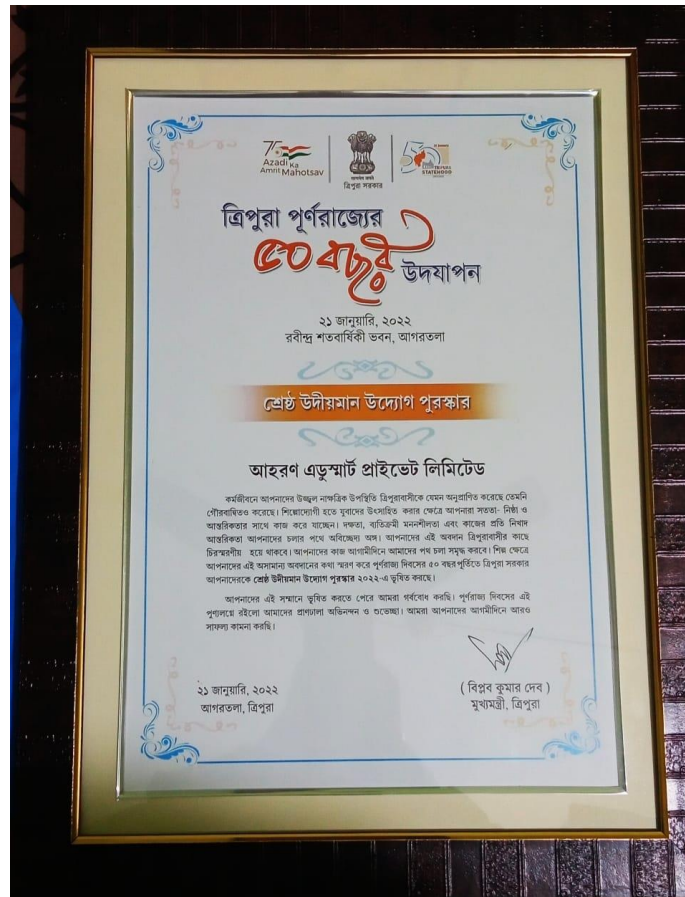 75
Azadi Ka
Amrit Mahotsav
ত্রিপুরা সরকার
50
TRIPURA
STATEHOOD
ত্রিপুরা পূর্ণরাজ্যের
৫০ বছর
উদযাপন
২১ জানুয়ারি, ২০২২
রবীন্দ্র শতবার্ষিকী ভবন, আগরতলা
শ্রেষ্ঠ উদীয়মান উদ্যোগ পুরস্কার
আহরণ এডুস্মার্ট প্রাইভেট লিমিটেড
কর্মজীবনে আপনাদের উজ্জ্বল নাক্ষত্রিক উপস্থিতি ত্রিপুরাবাসীকে যেমন অনুপ্রাণিত করেছে তেমনি
গৌরবান্বিতও করেছে। শিল্পোদ্যোগী হতে যুবাদের উৎসাহিত করার ক্ষেত্রে আপনারা সততা- নিষ্ঠা ও
আন্তরিকতার সাথে কাজ করে যাচ্ছেন। দক্ষতা, ব্যতিক্রমী মননশীলতা এবং কাজের প্রতি নিখাদ
আন্তরিকতা আপনাদের চলার পথে অবিচ্ছেদ্য অঙ্গ। আপনাদের এই অবদান ত্রিপুরাবাসীর কাছে
চিরস্মরণীয় হয়ে থাকবে। আপনাদের কাজ আগামীদিনে আমাদের পথ চলা সমৃদ্ধ করবে। শিল্প ক্ষেত্রে
আপনাদের এই অসামান্য অবদানের কথা স্মরণ করে পূর্ণরাজ্য দিবসের ৫০ বছর পূর্তিতে ত্রিপুরা সরকার
আপনাদেরকে শ্রেষ্ঠ উদীয়মান উদ্যোগ পুরস্কার ২০২২-এ ভূষিত করছে।
আপনাদের এই সম্মানে ভূষিত করতে পেরে আমরা গর্ববোধ করছি। পূর্ণরাজ্য দিবসের এই
পুণ্যলগ্নে রইলো আমাদের প্রাণঢালা অভিনন্দন ও শুভেচ্ছা। আমরা আপনাদের আগামীদিনে আরও
সাফল্য কামনা করছি।
২১ জানুয়ারি, ২০২২
আগরতলা, ত্রিপুরা
( বিপ্লব কুমার দেব )
মুখ্যমন্ত্রী, ত্রিপুরা